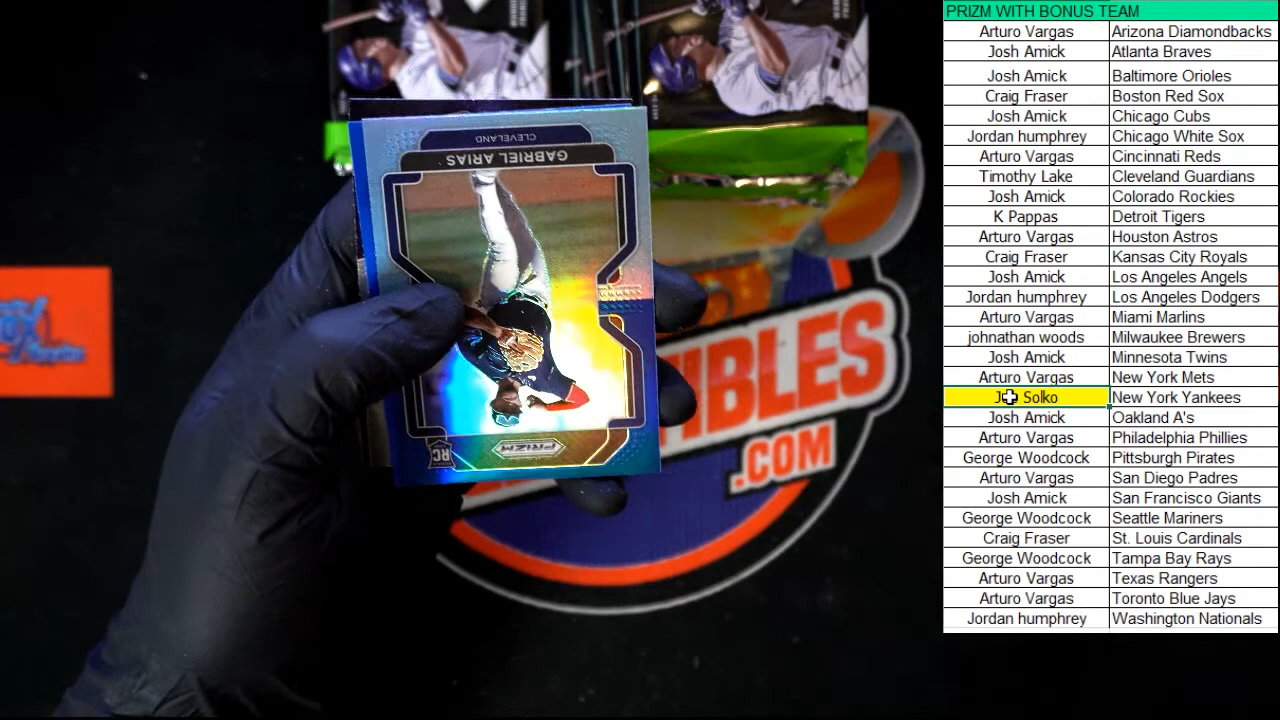 CLEVELAND
GABRIEL ARIAS
PRIZM
RC
TIBLES
.COM
PRIZM WITH BONUS TEAM
Arturo Vargas Arizona Diamondbacks
Josh Amick Atlanta Braves
Josh Amick Baltimore Orioles
Craig Fraser Boston Red Sox
Josh Amick Chicago Cubs
Jordan humphrey Chicago White Sox
Arturo Vargas Cincinnati Reds
Timothy Lake Cleveland Guardians
Josh Amick Colorado Rockies
K Pappas Detroit Tigers
Arturo Vargas Houston Astros
Craig Fraser Kansas City Royals
Josh Amick Los Angeles Angels
Jordan humphrey Los Angeles Dodgers
Arturo Vargas Miami Marlins
johnathan woods Milwaukee Brewers
Josh Amick Minnesota Twins
Arturo Vargas New York Mets
Solko New York Yankees
Josh Amick Oakland A's
Arturo Vargas Philadelphia Phillies
George Woodcock Pittsburgh Pirates
Arturo Vargas San Diego Padres
Josh Amick San Francisco Giants
George Woodcock Seattle Mariners
Craig Fraser St. Louis Cardinals
George Woodcock Tampa Bay Rays
Arturo Vargas Texas Rangers
Arturo Vargas Toronto Blue Jays
Jordan humphrey Washington Nationals